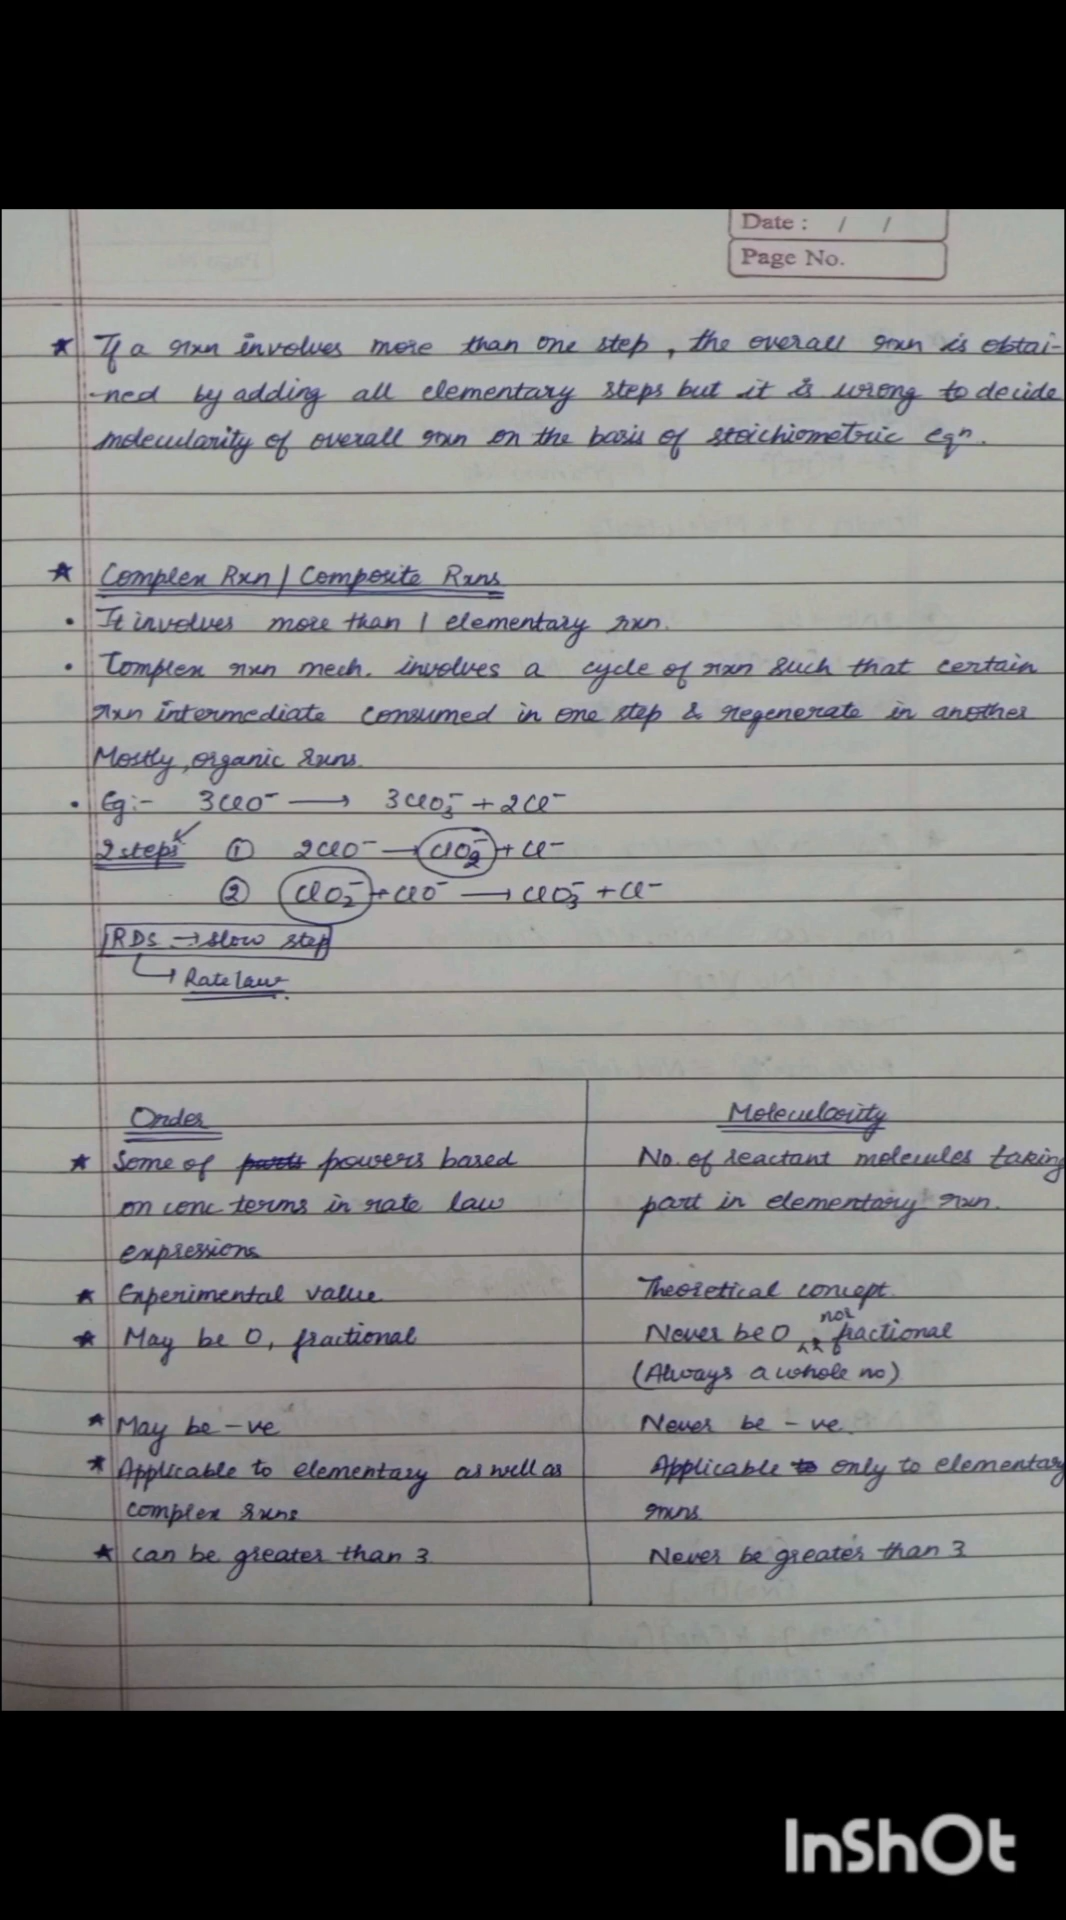 Date : / /
Page No.
* If a rxn involves more than one step, the overall rxn is obtai-
-ned by adding all elementary steps but it is wrong to decide
molecularity of overall rxn on the basis of stoichiometric eqn.
* Complex Rxn / Composite Rxns
• It involves more than 1 elementary rxn.
• Complex rxn mech. involves a cycle of rxn such that certain
rxn intermediate consumed in one step & regenerate in another
Mostly, organic rxns.
• Eg:- 3ClO⁻ → 3ClO₃⁻ + 2Cl⁻
2 steps ① 2ClO⁻ → ClO₂⁻ + Cl⁻
② ClO₂⁻ + ClO⁻ → ClO₃⁻ + Cl⁻
RDS → slow step
↳ Rate law
Order
* Some of parts powers based
on conc terms in rate law
expressions
* Experimental value
* May be 0, fractional
* May be -ve
* Applicable to elementary as well as
complex rxns
* can be greater than 3
Molecularity
No. of reactant molecules taking
part in elementary rxn.
Theoretical concept.
Never be 0, nor fractional
(Always a whole no)
Never be - ve.
Applicable to only to elementary
rxns
Never be greater than 3
InShOt